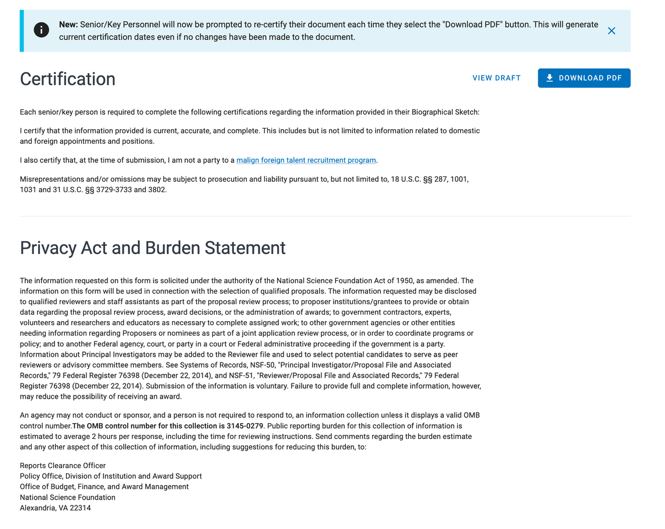 New: Senior/Key Personnel will now be prompted to re-certify their document each time they select the "Download PDF" button. This will generate
current certification dates even if no changes have been made to the document.
Certification
VIEW DRAFT
DOWNLOAD PDF
Each senior/key person is required to complete the following certifications regarding the information provided in their Biographical Sketch:
I certify that the information provided is current, accurate, and complete. This includes but is not limited to information related to domestic
and foreign appointments and positions.
I also certify that, at the time of submission, I am not a party to a malign foreign talent recruitment program.
Misrepresentations and/or omissions may be subject to prosecution and liability pursuant to, but not limited to, 18 U.S.C. §§ 287, 1001,
1031 and 31 U.S.C. §§ 3729-3733 and 3802.
Privacy Act and Burden Statement
The information requested on this form is solicited under the authority of the National Science Foundation Act of 1950, as amended. The
information on this form will be used in connection with the selection of qualified proposals. The information requested may be disclosed
to qualified reviewers and staff assistants as part of the proposal review process; to proposer institutions/grantees to provide or obtain
data regarding the proposal review process, award decisions, or the administration of awards; to government contractors, experts,
volunteers and researchers and educators as necessary to complete assigned work; to other government agencies or other entities
needing information regarding Proposers or nominees as part of a joint application review process, or in order to coordinate programs or
policy; and to another Federal agency, court, or party in a court or Federal administrative proceeding if the government is a party.
Information about Principal Investigators may be added to the Reviewer file and used to select potential candidates to serve as peer
reviewers or advisory committee members. See Systems of Records, NSF-50, "Principal Investigator/Proposal File and Associated
Records," 79 Federal Register 76398 (December 22, 2014), and NSF-51, "Reviewer/Proposal File and Associated Records," 79 Federal
Register 76398 (December 22, 2014). Submission of the information is voluntary. Failure to provide full and complete information, however,
may reduce the possibility of receiving an award.
An agency may not conduct or sponsor, and a person is not required to respond to, an information collection unless it displays a valid OMB
control number.The OMB control number for this collection is 3145-0279. Public reporting burden for this collection of information is
estimated to average 2 hours per response, including the time for reviewing instructions. Send comments regarding the burden estimate
and any other aspect of this collection of information, including suggestions for reducing this burden, to:
Reports Clearance Officer
Policy Office, Division of Institution and Award Support
Office of Budget, Finance, and Award Management
National Science Foundation
Alexandria, VA 22314